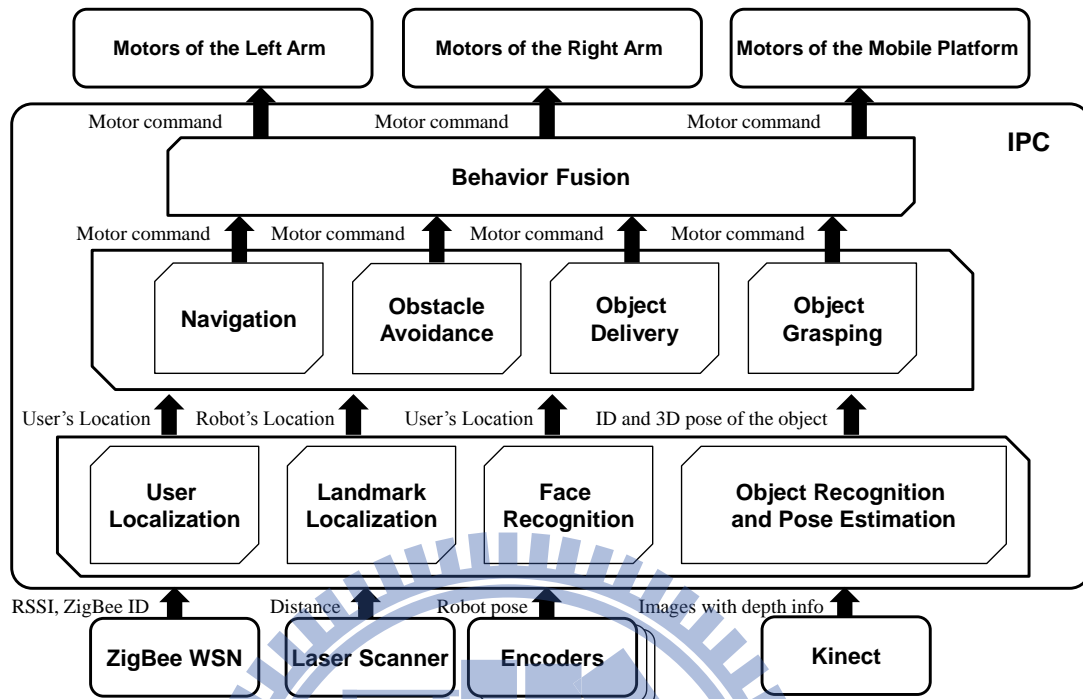 Motors of the Left Arm
Motors of the Right Arm
Motors of the Mobile Platform
Motor command
Motor command
Motor command
IPC
Behavior Fusion
Motor command
Motor command
Motor command
Motor command
Navigation
Obstacle
Avoidance
Object
Delivery
Object
Grasping
User's Location
Robot's Location
User's Location
ID and 3D pose of the object
User
Localization
Landmark
Localization
Face
Recognition
Object Recognition
and Pose Estimation
RSSI, ZigBee ID
Distance
Robot pose
Images with depth info
ZigBee WSN
Laser Scanner
Encoders
Kinect